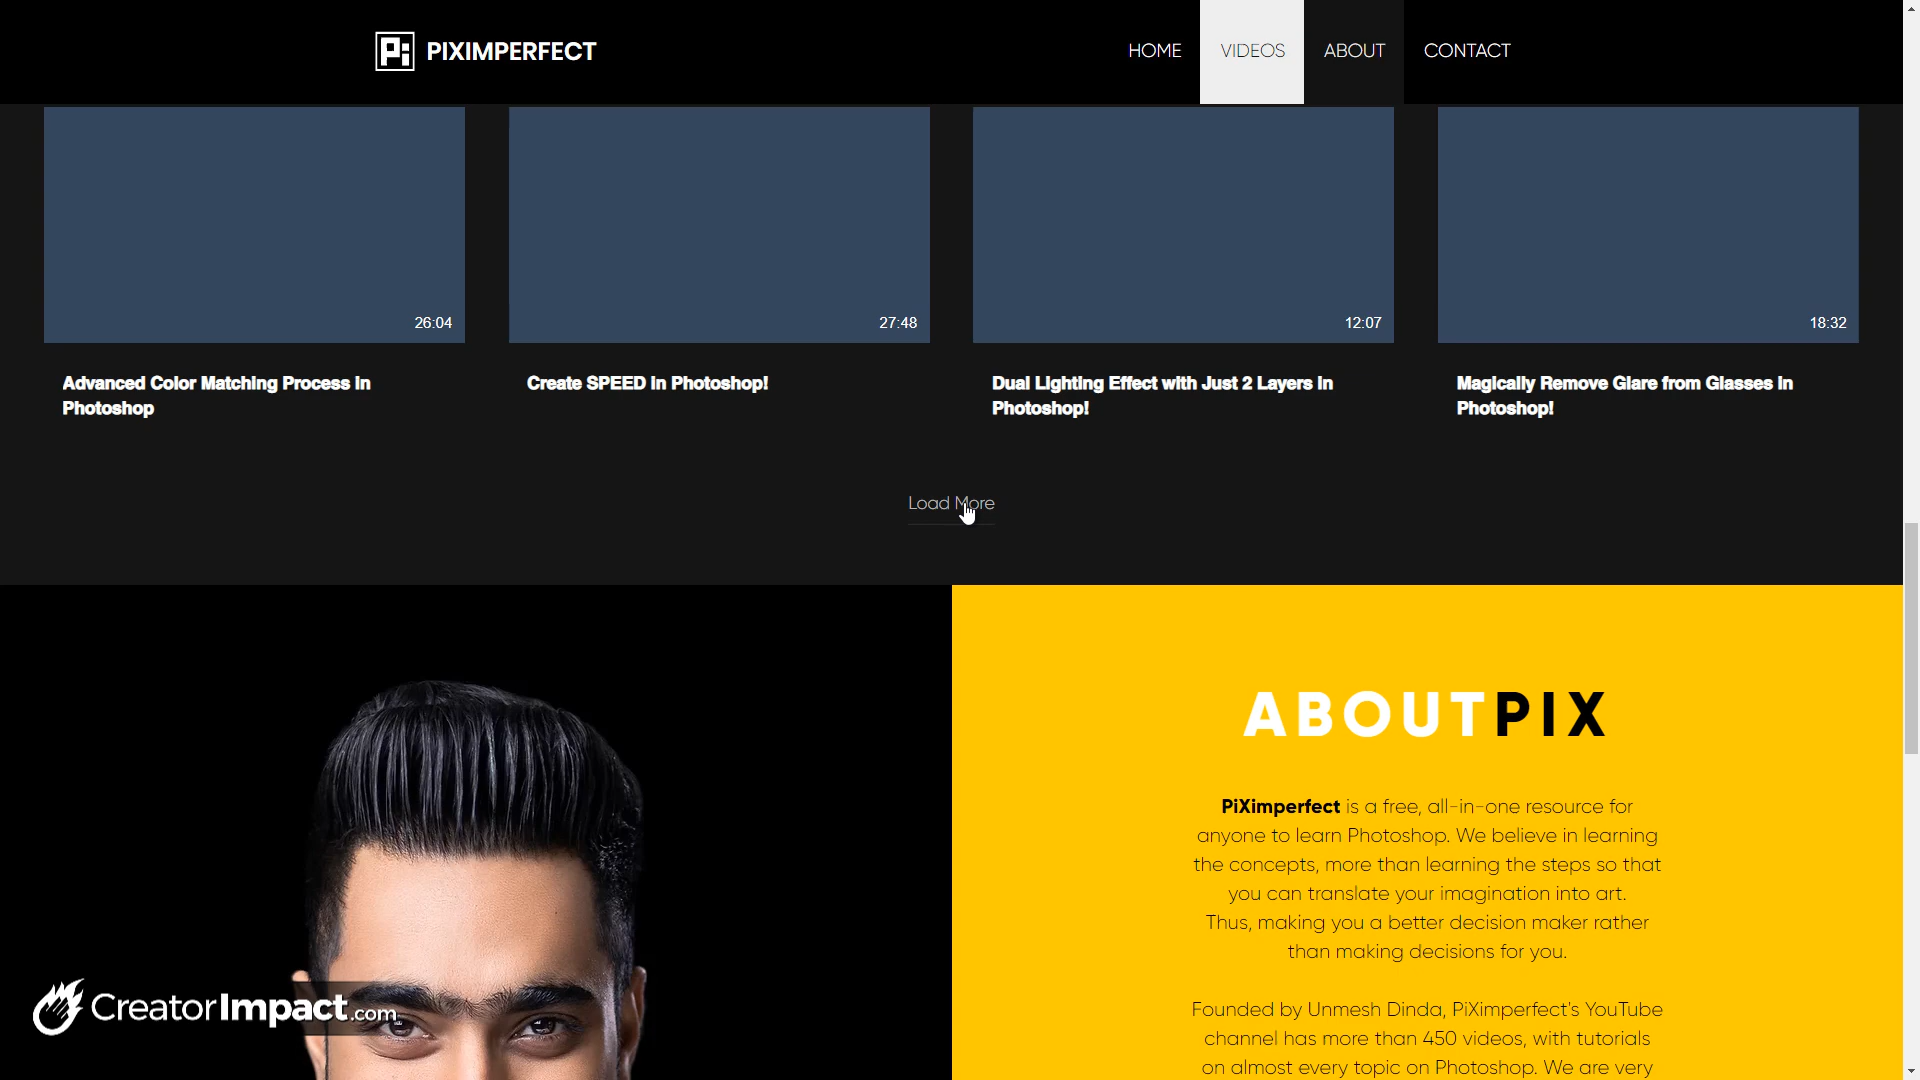 Pi PIXIMPERFECT
HOME VIDEOS ABOUT CONTACT
26:04
27:48
12:07
18:32
Advanced Color Matching Process in
Photoshop
Create SPEED in Photoshop!
Dual Lighting Effect with Just 2 Layers in
Photoshop!
Magically Remove Glare from Glasses in
Photoshop!
Load More
ABOUTPIX
PiXimperfect is a free, all-in-one resource for
anyone to learn Photoshop. We believe in learning
the concepts, more than learning the steps so that
you can translate your imagination into art.
Thus, making you a better decision maker rather
than making decisions for you.
Founded by Unmesh Dinda, PiXimperfect's YouTube
channel has more than 450 videos, with tutorials
on almost every topic on Photoshop. We are very
CreatorImpact.com